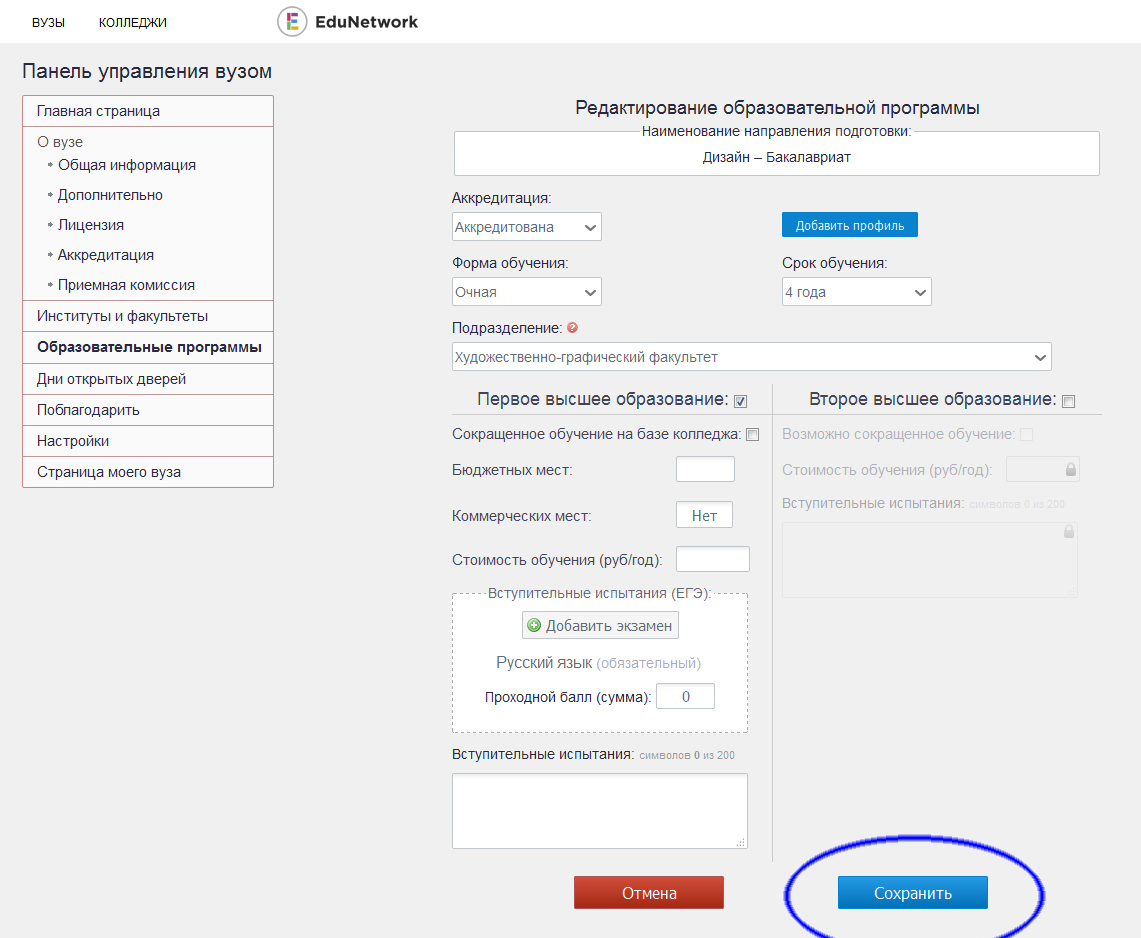 ВУЗЫ КОЛЛЕДЖИ EduNetwork
Панель управления вузом
Главная страница
О вузе
Общая информация
Дополнительно
Лицензия
Аккредитация
Приемная комиссия
Институты и факультеты
Образовательные программы
Дни открытых дверей
Поблагодарить
Настройки
Страница моего вуза
Редактирование образовательной программы
Наименование направления подготовки:
Дизайн – Бакалавриат
Аккредитация:
Аккредитована
Добавить профиль
Форма обучения:
Очная
Срок обучения:
4 года
Подразделение: ?
Художественно-графический факультет
Первое высшее образование:
Сокращенное обучение на базе колледжа:
Бюджетных мест:
Коммерческих мест: Нет
Стоимость обучения (руб/год):
Вступительные испытания (ЕГЭ):
Добавить экзамен
Русский язык (обязательный)
Проходной балл (сумма): 0
Вступительные испытания: символов 0 из 200
Второе высшее образование:
Возможно сокращенное обучение:
Стоимость обучения (руб/год):
Вступительные испытания: символов 0 из 200
Отмена
Сохранить